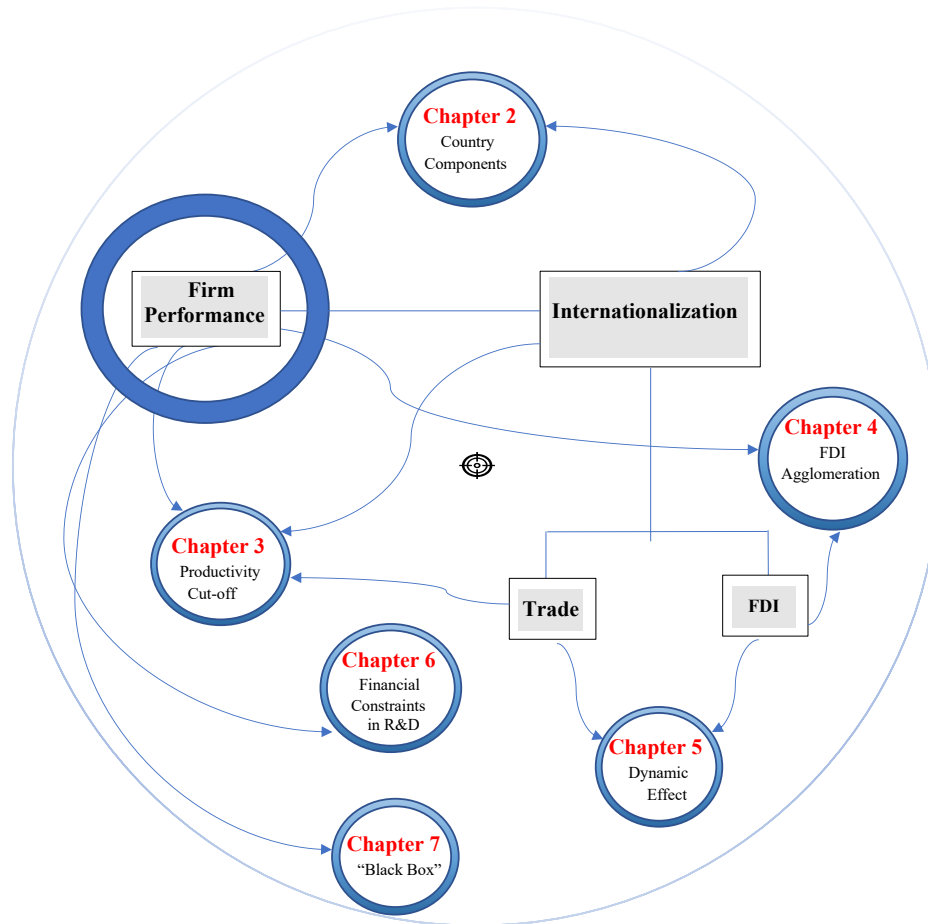 Chapter 2
Country
Components
Firm
Performance
Internationalization
Chapter 4
FDI
Agglomeration
Chapter 3
Productivity
Cut-off
Trade
FDI
Chapter 6
Financial
Constraints
in R&D
Chapter 5
Dynamic
Effect
Chapter 7
“Black Box”